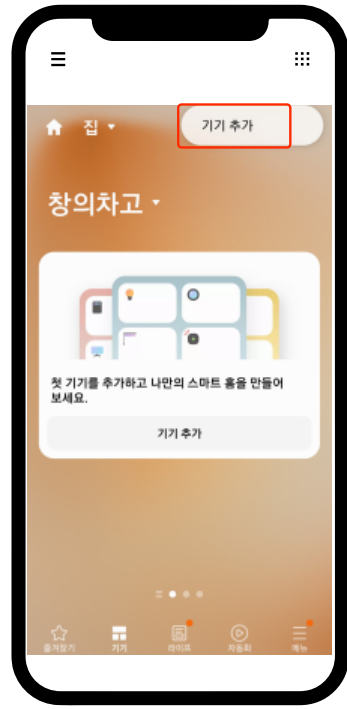 집
기기 추가
창의차고
첫 기기를 추가하고 나만의 스마트 홈을 만들어
보세요.
기기 추가
즐겨찾기 기기 라이프 자동화 메뉴